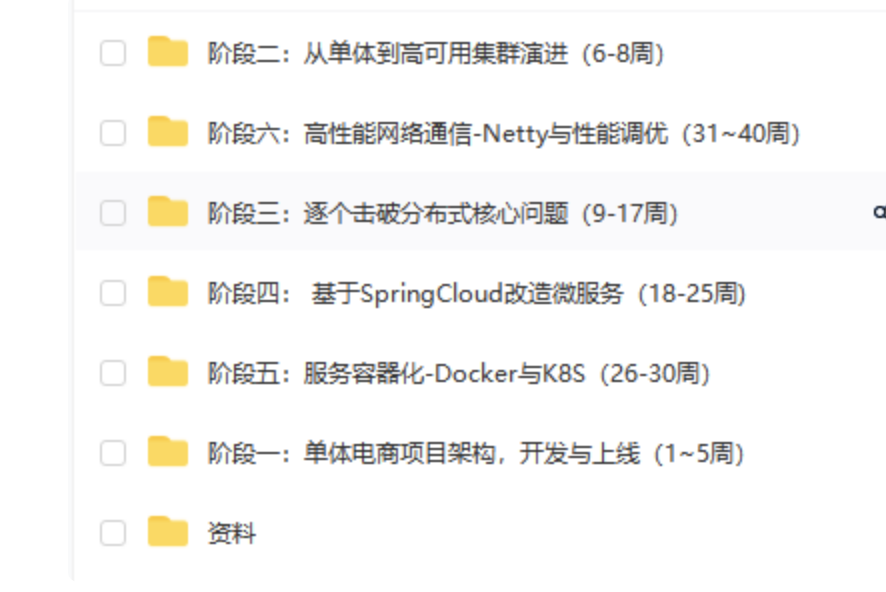 阶段二：从单体到高可用集群演进（6-8周）
阶段六：高性能网络通信-Netty与性能调优（31~40周）
阶段三：逐个击破分布式核心问题（9-17周）
阶段四： 基于SpringCloud改造微服务（18-25周)
阶段五：服务容器化-Docker与K8S（26-30周）
阶段一：单体电商项目架构，开发与上线（1~5周）
资料